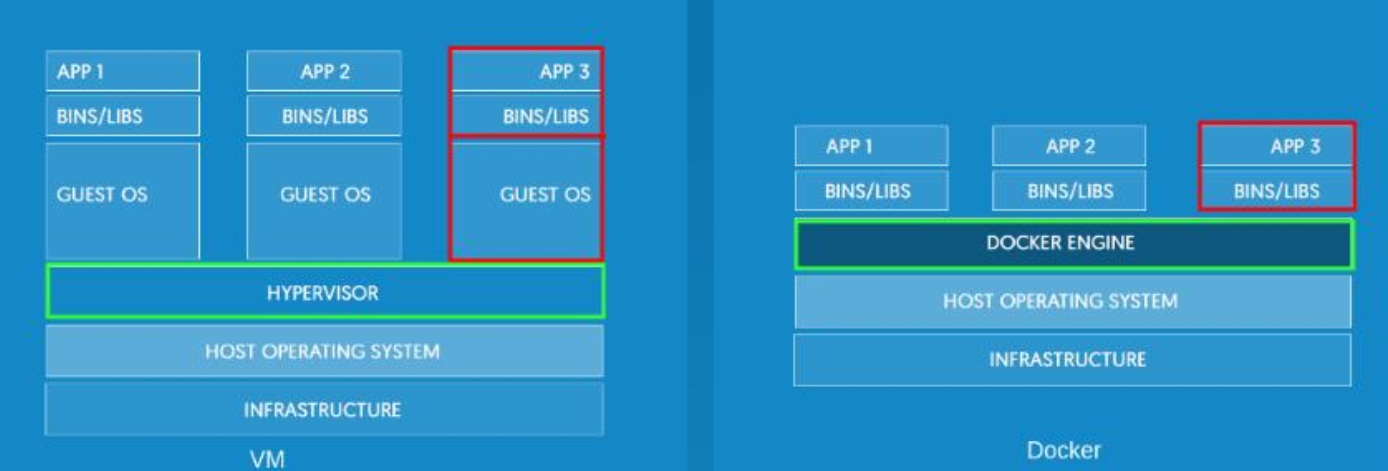 APP 1 APP 2 APP 3
BINS/LIBS BINS/LIBS BINS/LIBS
GUEST OS GUEST OS GUEST OS
HYPERVISOR
HOST OPERATING SYSTEM
INFRASTRUCTURE
VM
APP 1 APP 2 APP 3
BINS/LIBS BINS/LIBS BINS/LIBS
DOCKER ENGINE
HOST OPERATING SYSTEM
INFRASTRUCTURE
Docker